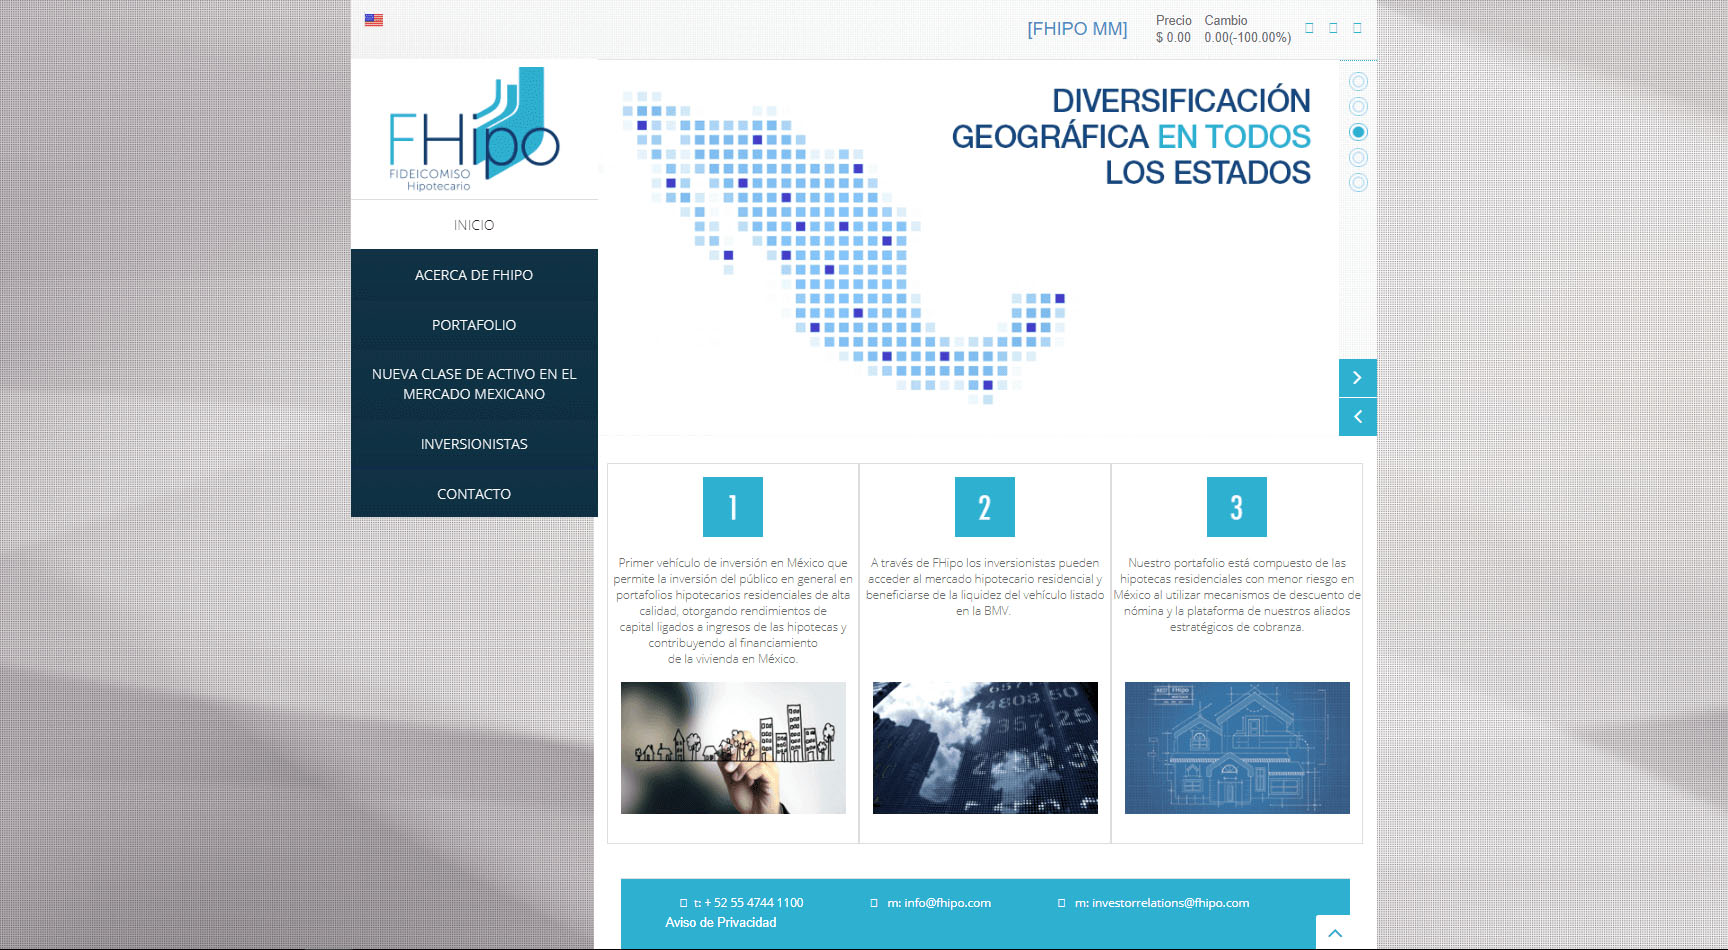 [FHIPO MM]
Precio Cambio
$ 0.00 0.00(-100.00%)
FHipo
FIDEICOMISO
Hipotecario
INICIO
ACERCA DE FHIPO
PORTAFOLIO
NUEVA CLASE DE ACTIVO EN EL
MERCADO MEXICANO
INVERSIONISTAS
CONTACTO
DIVERSIFICACIÓN
GEOGRÁFICA EN TODOS
LOS ESTADOS
1
Primer vehículo de inversión en México que
permite la inversión del público en general en
portafolios hipotecarios residenciales de alta
calidad, otorgando rendimientos de
capital ligados a ingresos de las hipotecas y
contribuyendo al financiamiento
de la vivienda en México.
2
A través de FHipo los inversionistas pueden
acceder al mercado hipotecario residencial y
beneficiarse de la liquidez del vehículo listado
en la BMV.
3
Nuestro portafolio está compuesto de las
hipotecas residenciales con menor riesgo en
México al utilizar mecanismos de descuento de
nómina y la plataforma de nuestros aliados
estratégicos de cobranza.
14808 50
357.25
FHipo
t: + 52 55 4744 1100
m: info@fhipo.com
m: investorrelations@fhipo.com
Aviso de Privacidad